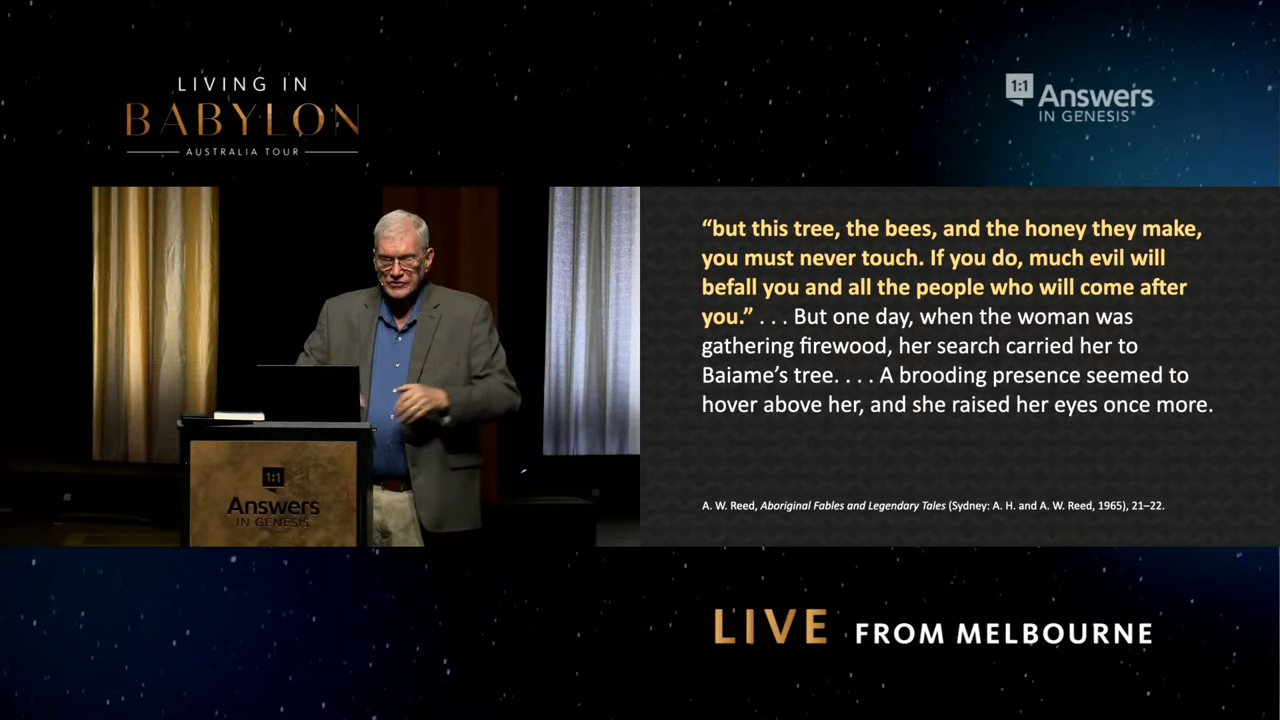 LIVING IN
BABYLON
AUSTRALIA TOUR
1:1
Answers
IN GENESIS®
“but this tree, the bees, and the honey they make,
you must never touch. If you do, much evil will
befall you and all the people who will come after
you.” . . . But one day, when the woman was
gathering firewood, her search carried her to
Baiame’s tree. . . . A brooding presence seemed to
hover above her, and she raised her eyes once more.
A. W. Reed, Aboriginal Fables and Legendary Tales (Sydney: A. H. and A. W. Reed, 1965), 21–22.
1:1
Answers
IN GENESIS
LIVE FROM MELBOURNE